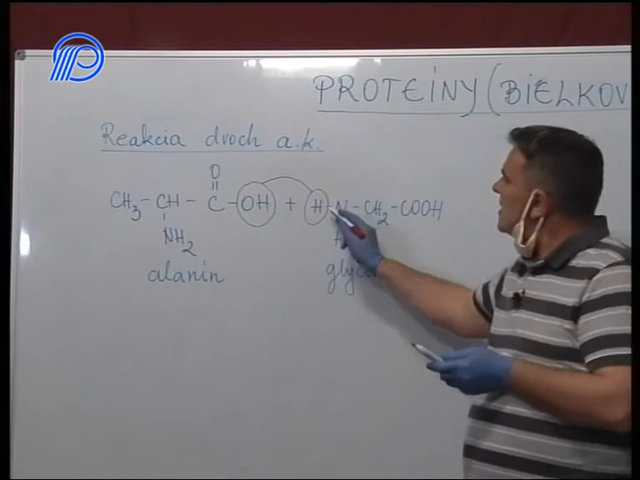 PROTEINY (BIELKOV
Reakcia dvoch a.k.
O
CH3 - CH - C - OH + H - N - CH2 - COOH
NH2
alanin